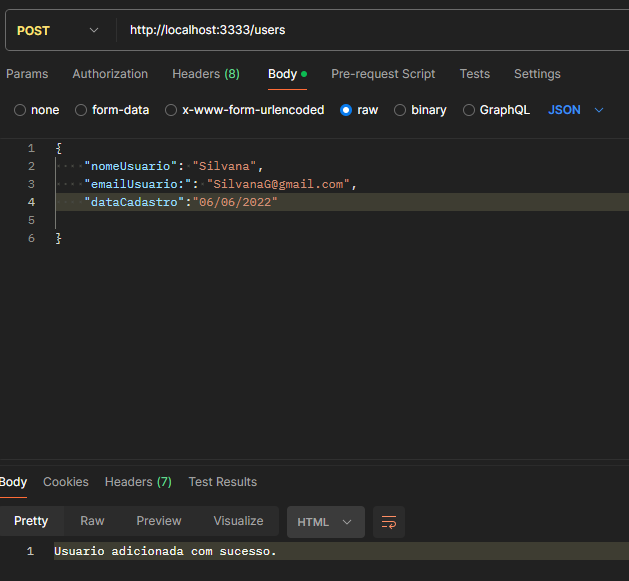 POST http://localhost:3333/users
Params Authorization Headers (8) Body Pre-request Script Tests Settings
none form-data x-www-form-urlencoded raw binary GraphQL JSON
1 {
2 "nomeUsuario": "Silvana",
3 "emailUsuario:": "SilvanaG@gmail.com",
4 "dataCadastro":"06/06/2022"
5
6 }
Body Cookies Headers (7) Test Results
Pretty Raw Preview Visualize HTML
1 Usuario adicionada com sucesso.